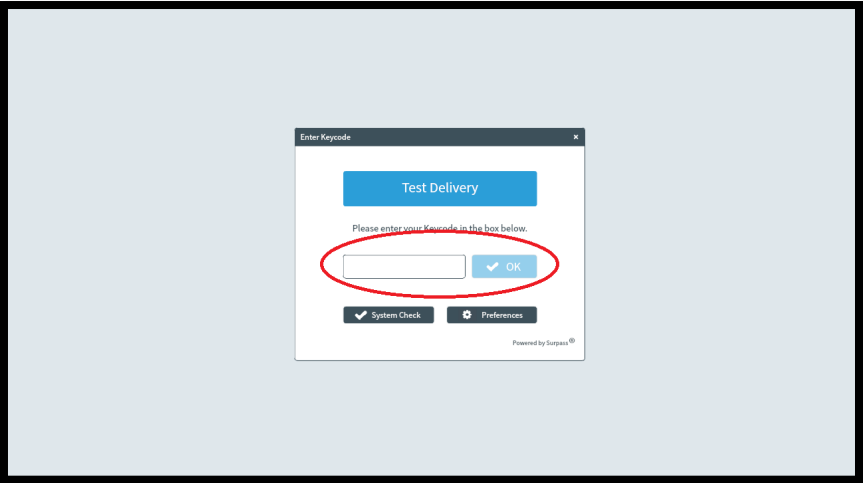 Enter Keycode ×
Test Delivery
Please enter your Keycode in the box below.
OK
System Check Preferences
Powered by Surpass ®